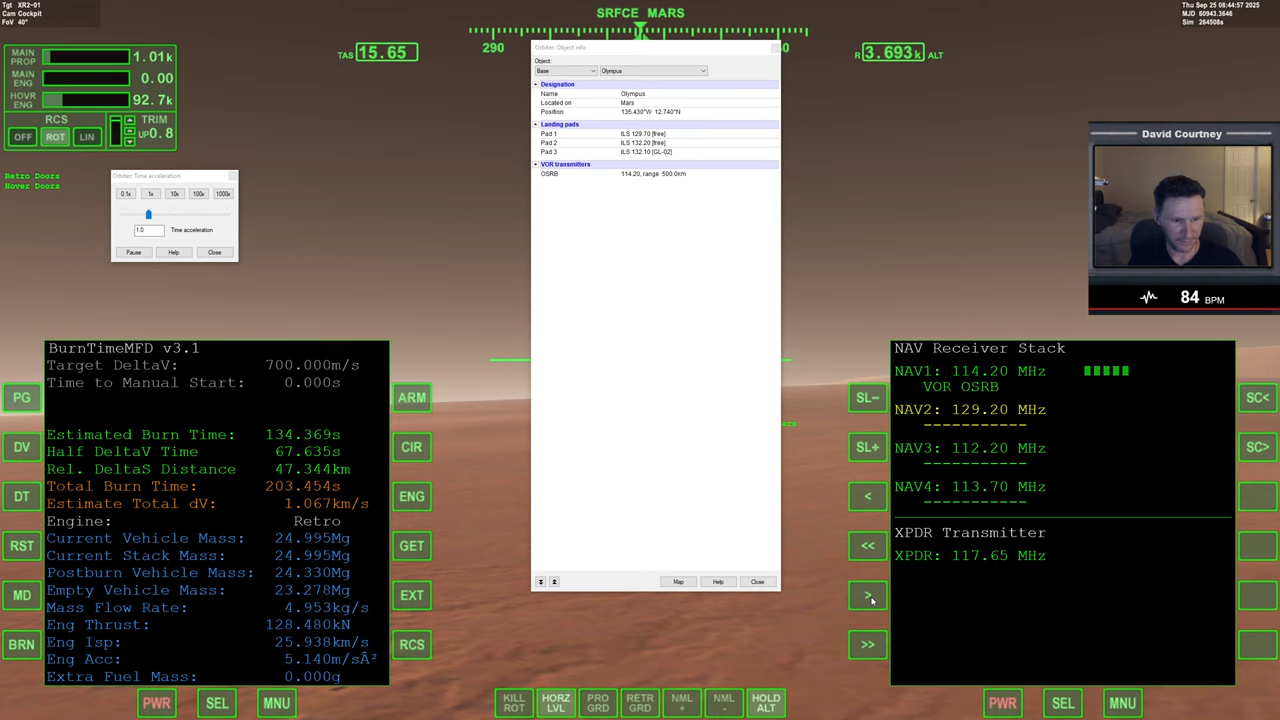 Tgt XR2-01
Cam Cockpit
FoV 40°
SRFCE MARS
Thu Sep 25 08:44:57 2025
MJD 60943.3646
Sim 264508s
290
TAS 15.65
R 3.693k ALT
MAIN PROP 1.01k
MAIN ENG 0.00
HOVR ENG 92.7k
RCS
TRIM
OFF ROT LIN UP0.8
Retro Doors
Hover Doors
Orbiter: Time acceleration
0.1x 1x 10x 100x 1000x
1.0 Time acceleration
Pause Help Close
Orbiter: Object info
Object:
Base Olympus
Designation
Name Olympus
Located on Mars
Position 135.430°W 12.740°N
Landing pads
Pad 1 ILS 129.70 [free]
Pad 2 ILS 132.20 [free]
Pad 3 ILS 132.10 [GL-02]
VOR transmitters
OSRB 114.20, range 500.0km
Map Help Close
David Courtney
84 BPM
BurnTimeMFD v3.1
Target DeltaV: 700.000m/s
Time to Manual Start: 0.000s
Estimated Burn Time: 134.369s
Half DeltaV Time 67.635s
Rel. DeltaS Distance 47.344km
Total Burn Time: 203.454s
Estimate Total dV: 1.067km/s
Engine: Retro
Current Vehicle Mass: 24.995Mg
Current Stack Mass: 24.995Mg
Postburn Vehicle Mass: 24.330Mg
Empty Vehicle Mass: 23.278Mg
Mass Flow Rate: 4.953kg/s
Eng Thrust: 128.480kN
Eng Isp: 25.938km/s
Eng Acc: 5.140m/sÂ²
Extra Fuel Mass: 0.000g
PG
DV
DT
RST
MD
BRN
ARM
CIR
ENG
GET
EXT
RCS
PWR SEL MNU
KILL ROT
HORZ LVL
PRO GRD
RETR GRD
NML +
NML -
HOLD ALT
NAV Receiver Stack
NAV1: 114.20 MHz
VOR OSRB
NAV2: 129.20 MHz
-----------
NAV3: 112.20 MHz
-----------
NAV4: 113.70 MHz
-----------
XPDR Transmitter
XPDR: 117.65 MHz
SL-
SL+
<
<<
>
>>
SC<
SC>
PWR SEL MNU